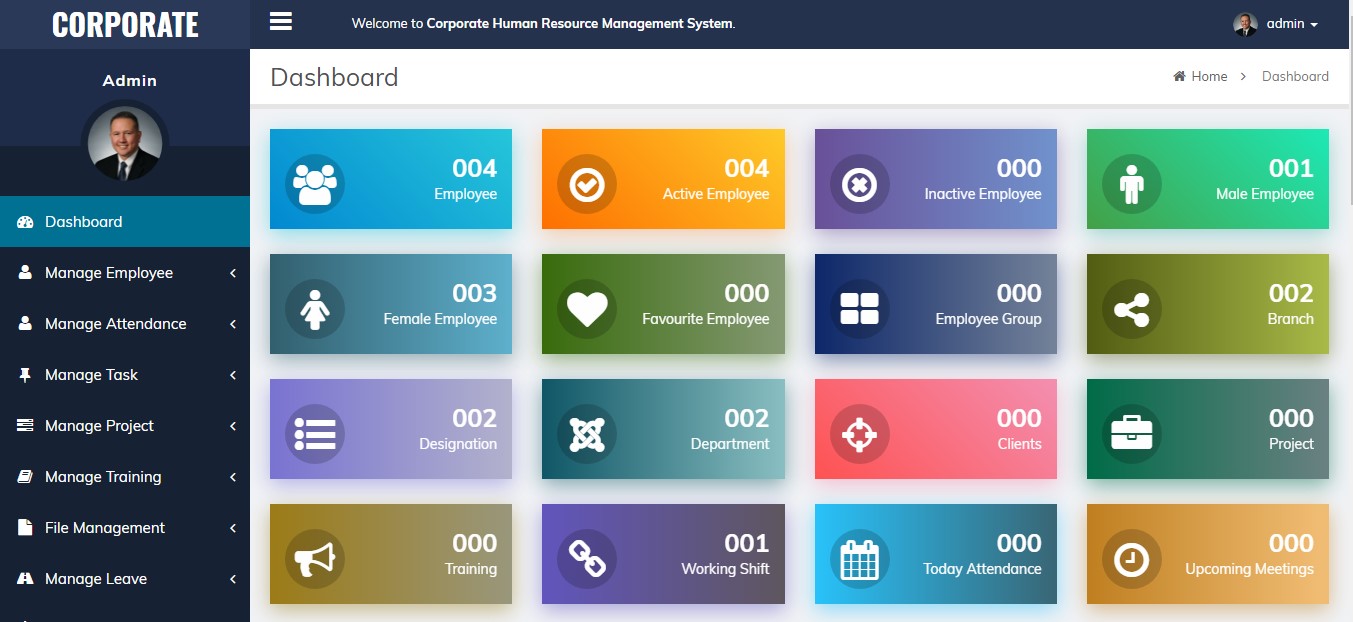 CORPORATE
Welcome to Corporate Human Resource Management System.
admin
Admin
Dashboard
Home
Dashboard
Dashboard
Manage Employee
Manage Attendance
Manage Task
Manage Project
Manage Training
File Management
Manage Leave
004
Employee
004
Active Employee
000
Inactive Employee
001
Male Employee
003
Female Employee
000
Favourite Employee
000
Employee Group
002
Branch
002
Designation
002
Department
000
Clients
000
Project
000
Training
001
Working Shift
000
Today Attendance
000
Upcoming Meetings